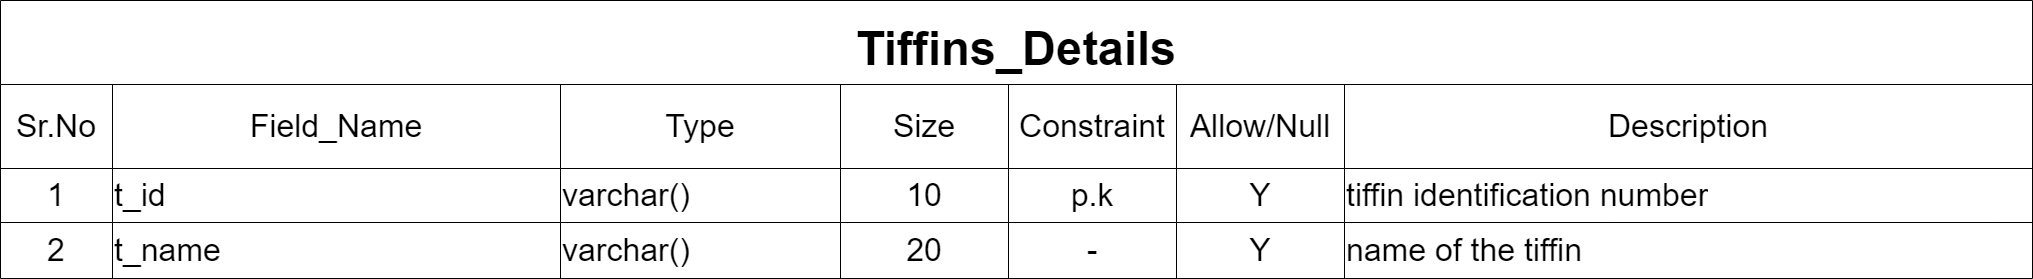 Tiffins_Details
Sr.No Field_Name Type Size Constraint Allow/Null Description
1 t_id varchar() 10 p.k Y tiffin identification number
2 t_name varchar() 20 - Y name of the tiffin